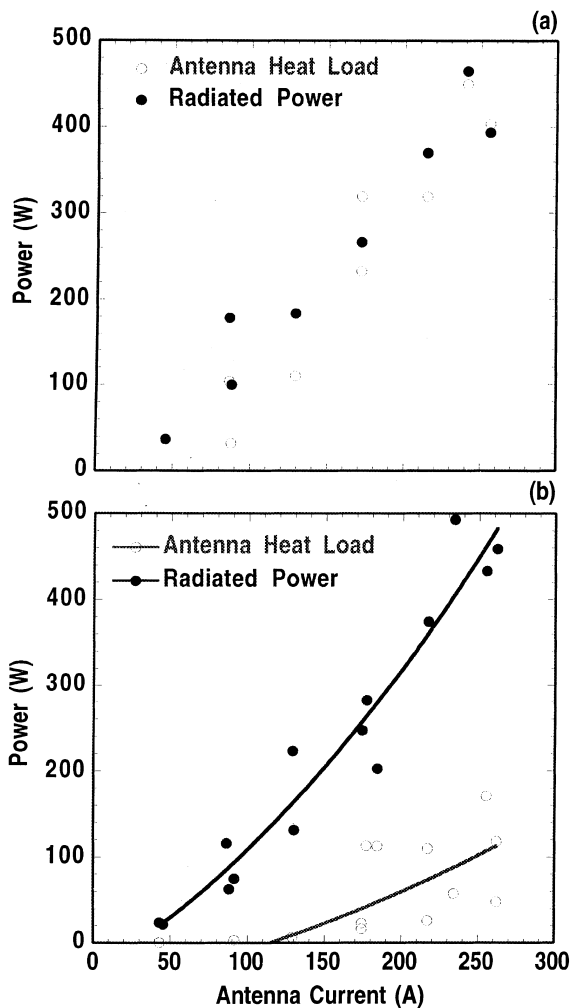 (a)
500
Antenna Heat Load
Radiated Power
400
300
200
100
0
Power (W)
(b)
500
Antenna Heat Load
Radiated Power
400
300
200
100
0
Power (W)
0 50 100 150 200 250 300
Antenna Current (A)